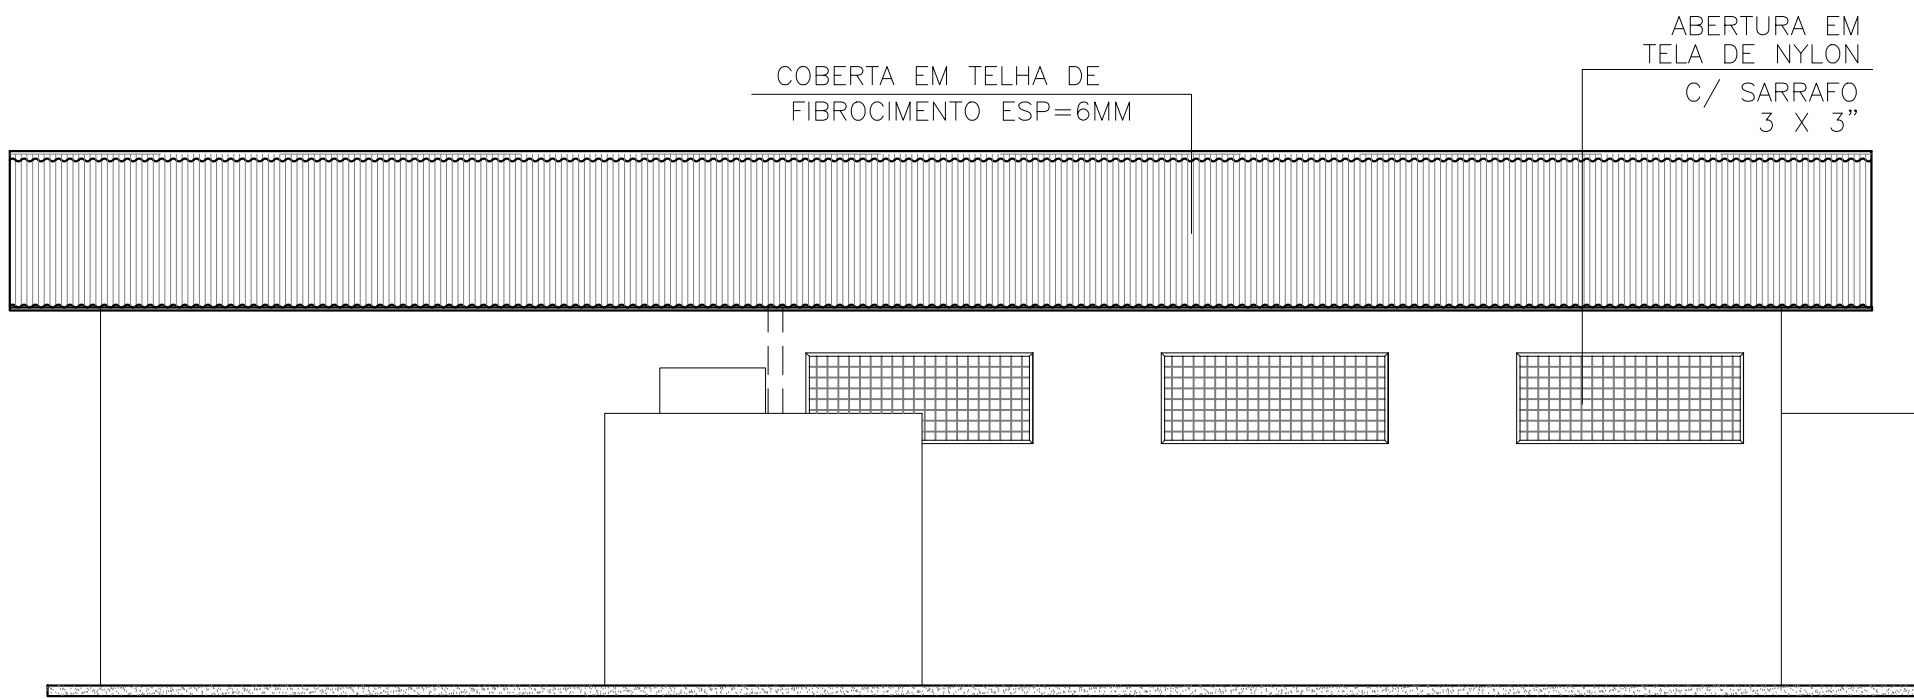 COBERTA EM TELHA DE
FIBROCIMENTO ESP=6MM
ABERTURA EM
TELA DE NYLON
C/ SARRAFO
3 X 3”